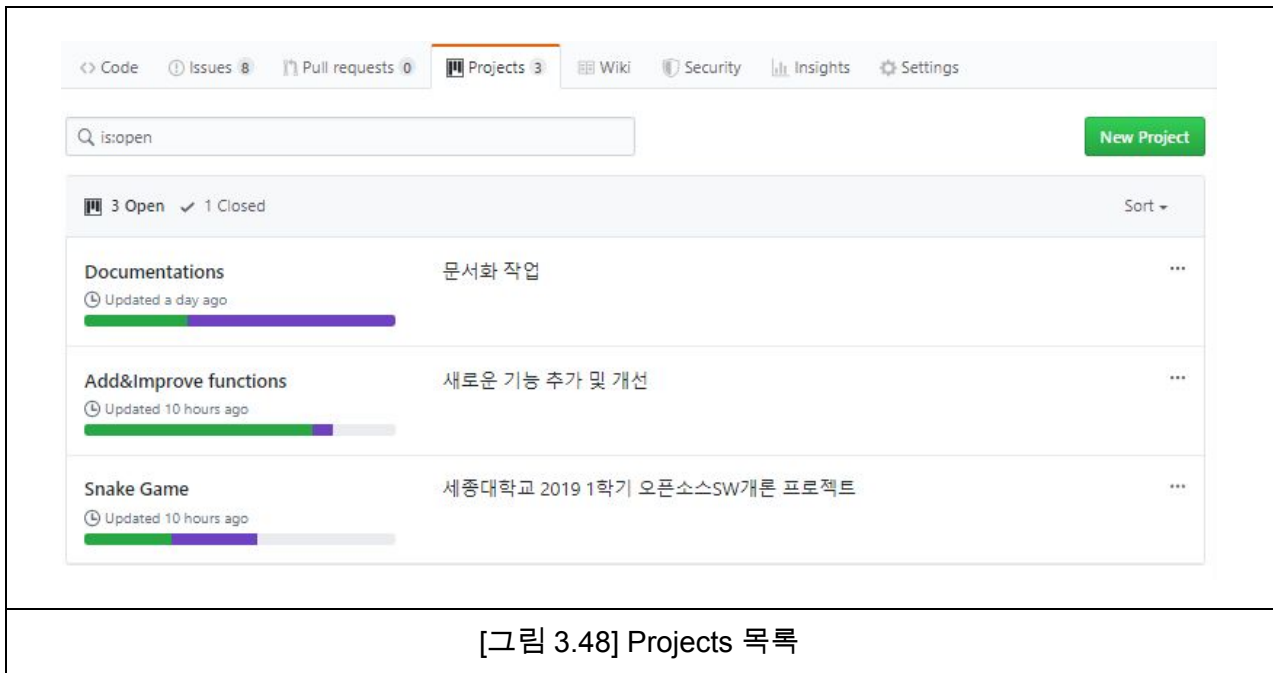 Code Issues 8 Pull requests 0 Projects 3 Wiki Security Insights Settings
is:open New Project
3 Open 1 Closed Sort
Documentations 문서화 작업
Updated a day ago
Add&Improve functions 새로운 기능 추가 및 개선
Updated 10 hours ago
Snake Game 세종대학교 2019 1학기 오픈소스SW개론 프로젝트
Updated 10 hours ago
[그림 3.48] Projects 목록